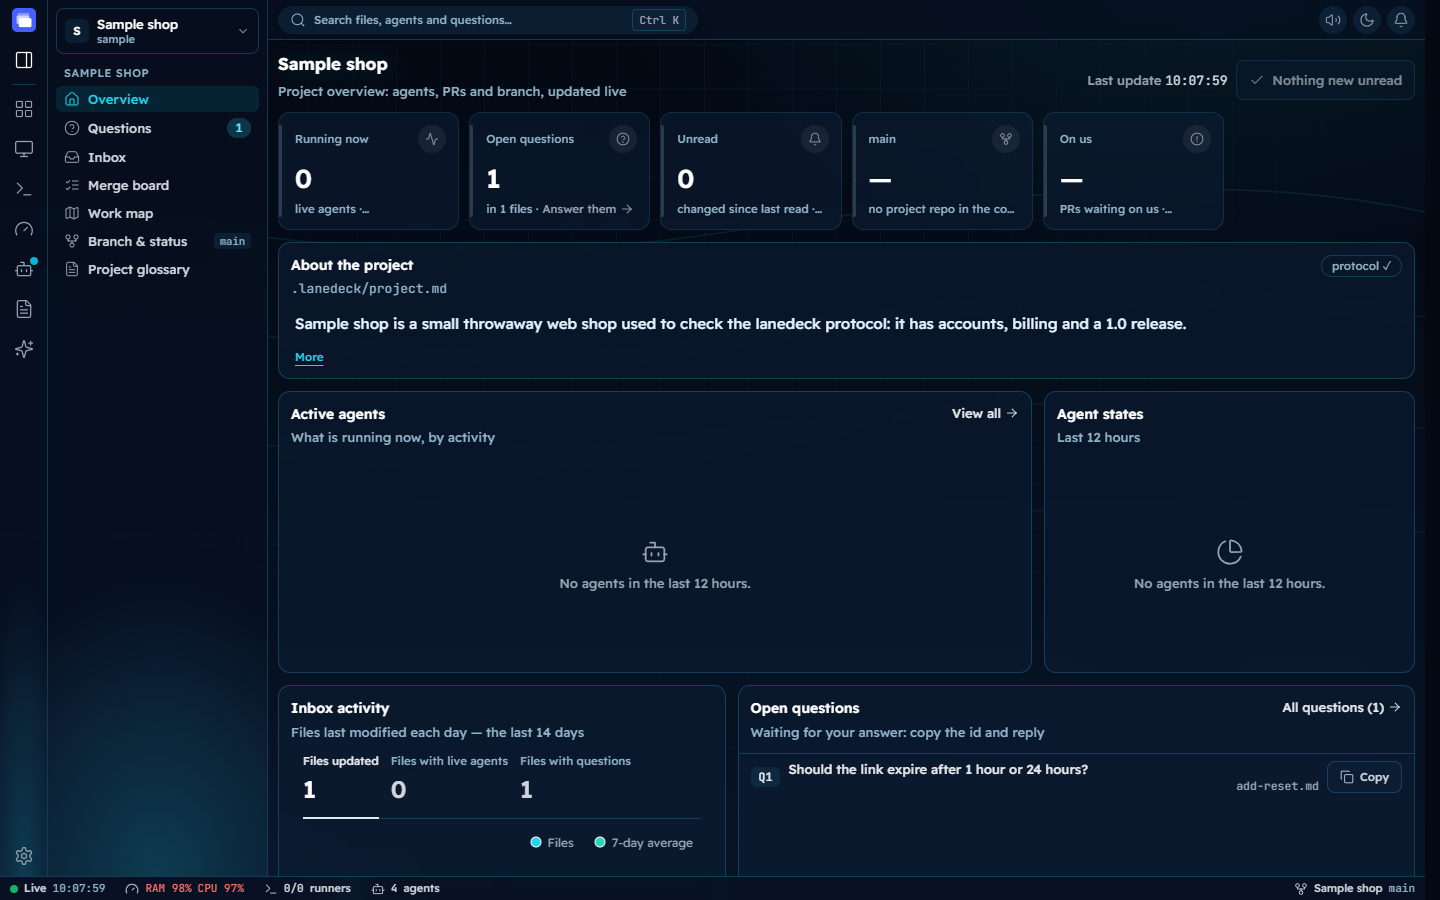 Search files, agents and questions...
Ctrl K
S
Sample shop
sample
SAMPLE SHOP
Overview
Questions
1
Inbox
Merge board
Work map
Branch & status
main
Project glossary
Sample shop
Project overview: agents, PRs and branch, updated live
Last update 10:07:59
Nothing new unread
Running now
0
live agents ·...
Open questions
1
in 1 files · Answer them →
Unread
0
changed since last read ·...
main
—
no project repo in the co...
On us
—
PRs waiting on us ·...
About the project
.lanedeck/project.md
protocol ✓
Sample shop is a small throwaway web shop used to check the lanedeck protocol: it has accounts, billing and a 1.0 release.
More
Active agents
What is running now, by activity
View all →
No agents in the last 12 hours.
Agent states
Last 12 hours
No agents in the last 12 hours.
Inbox activity
Files last modified each day — the last 14 days
Files updated
1
Files with live agents
0
Files with questions
1
Files
7-day average
Open questions
Waiting for your answer: copy the id and reply
All questions (1) →
Q1
Should the link expire after 1 hour or 24 hours?
add-reset.md
Copy
Live 10:07:59
RAM 98% CPU 97%
0/0 runners
4 agents
Sample shop main